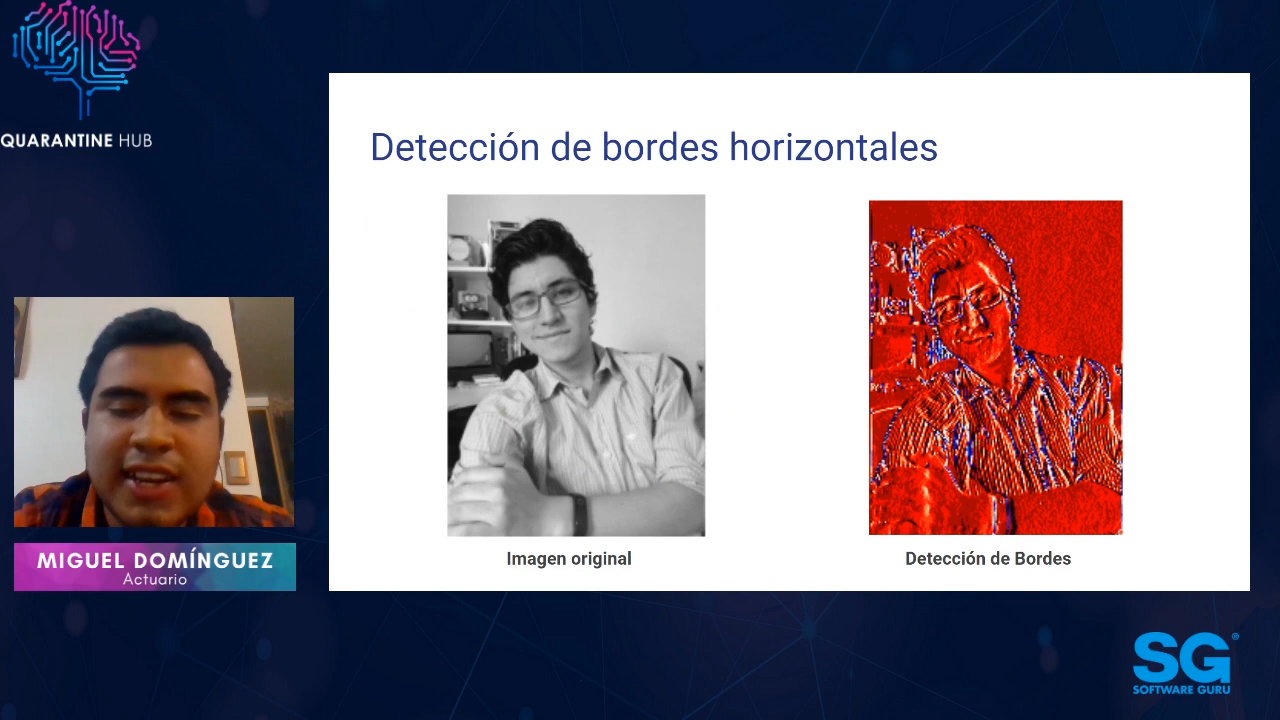 QUARANTINE HUB
Detección de bordes horizontales
Imagen original
Detección de Bordes
MIGUEL DOMÍNGUEZ
Actuario
SG®
SOFTWARE GURU